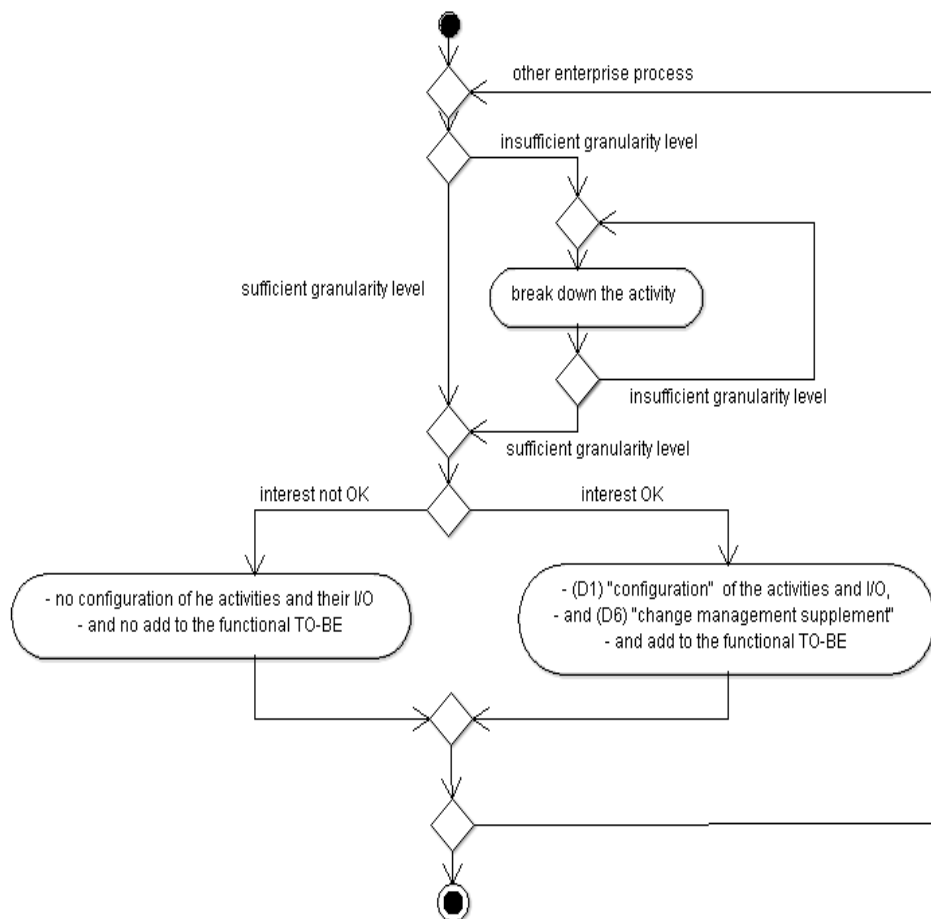 other enterprise process
insufficient granularity level
sufficient granularity level
break down the activity
insufficient granularity level
sufficient granularity level
interest not OK
interest OK
- no configuration of he activities and their I/O
- and no add to the functional TO-BE
- (D1) "configuration" of the activities and I/O,
- and (D6) "change management supplement"
- and add to the functional TO-BE